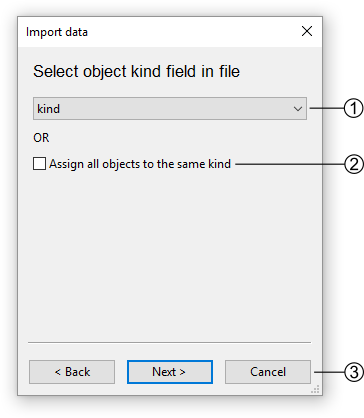 Import data
Select object kind field in file
kind
1
OR
Assign all objects to the same kind
2
< Back
Next >
Cancel
3